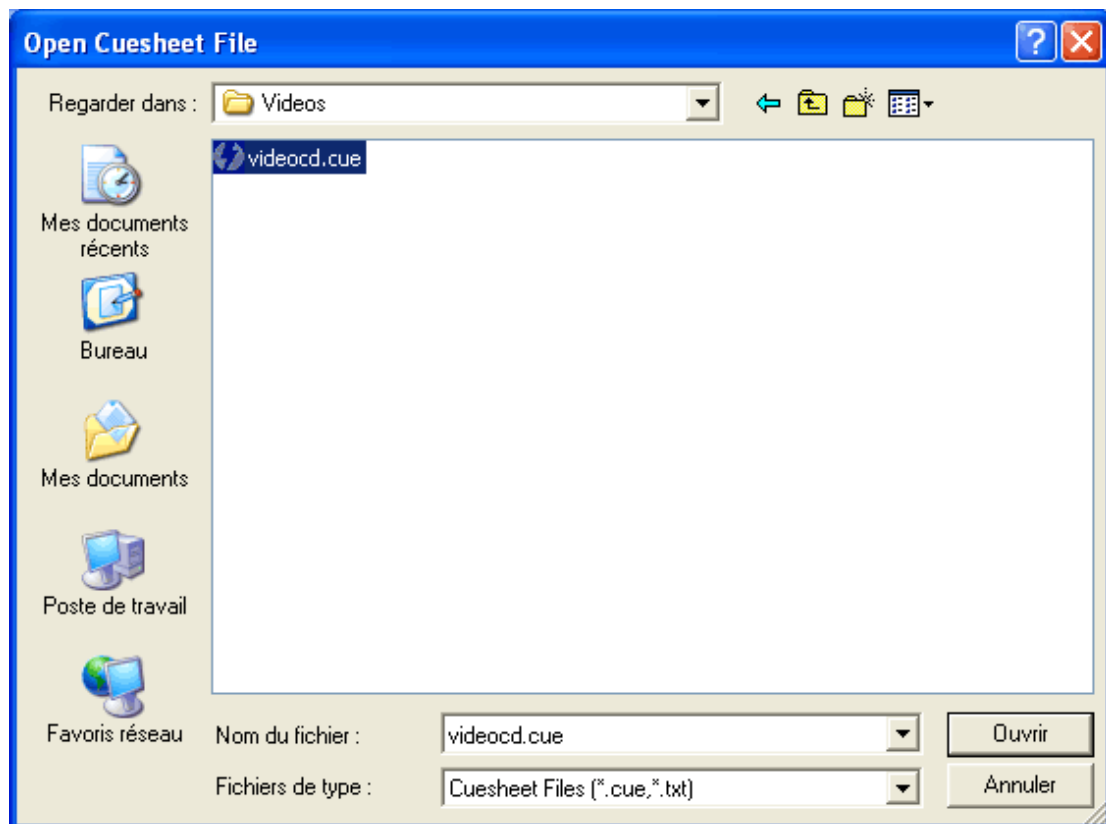 Open Cuesheet File
Regarder dans :
Videos
videocd.cue
Mes documents
récents
Bureau
Mes documents
Poste de travail
Favoris réseau
Nom du fichier :
videocd.cue
Ouvrir
Fichiers de type :
Cuesheet Files (*.cue,*.txt)
Annuler